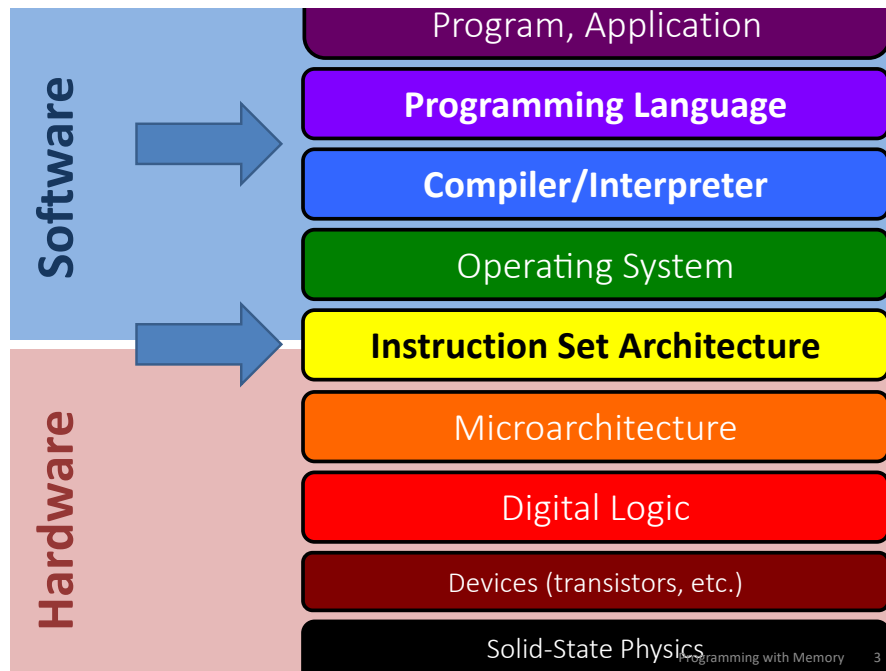 Software
Hardware
Program, Application
Programming Language
Compiler/Interpreter
Operating System
Instruction Set Architecture
Microarchitecture
Digital Logic
Devices (transistors, etc.)
Solid-State Physics
Programming with Memory 3